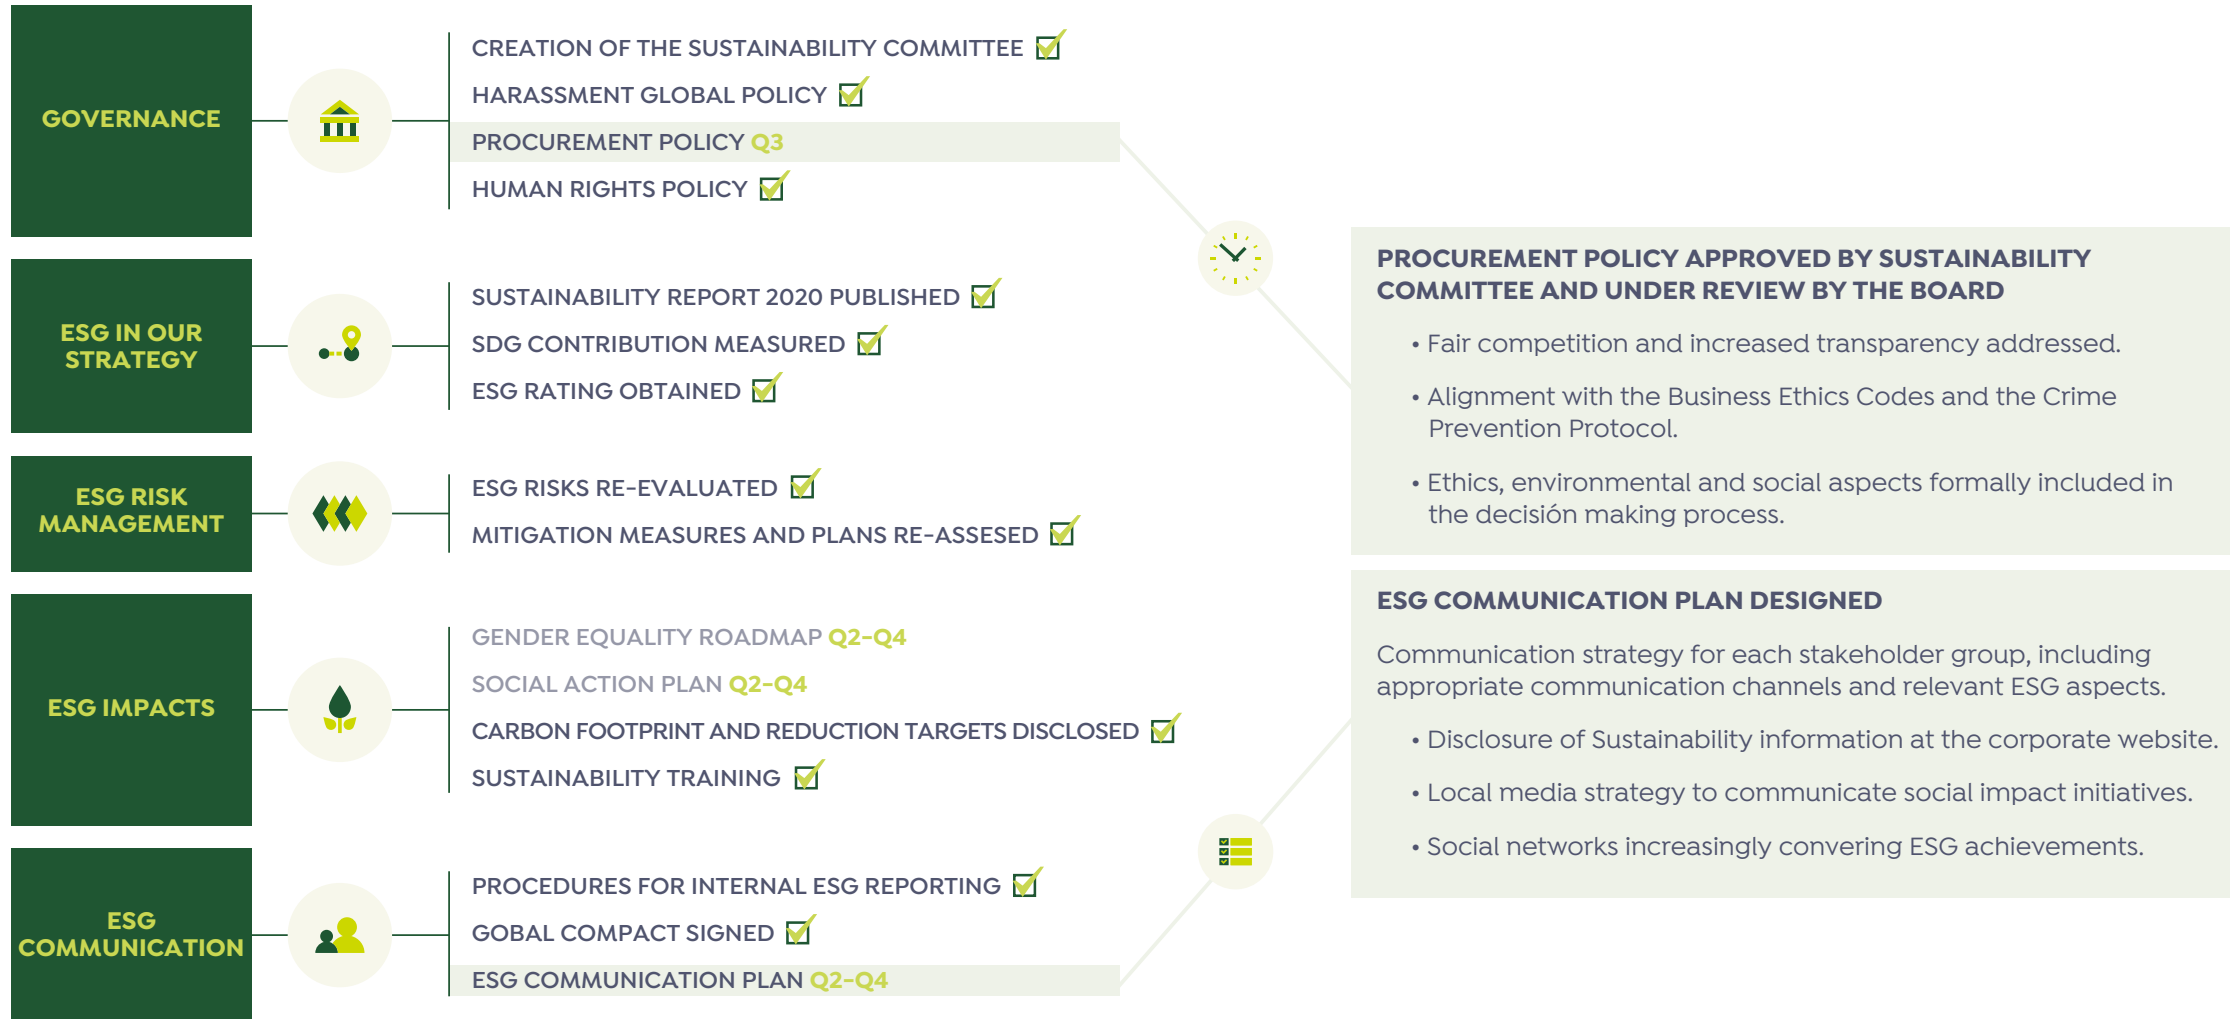 GOVERNANCE
CREATION OF THE SUSTAINABILITY COMMITTEE
HARASSMENT GLOBAL POLICY
PROCUREMENT POLICY Q3
HUMAN RIGHTS POLICY
ESG IN OUR
STRATEGY
SUSTAINABILITY REPORT 2020 PUBLISHED
SDG CONTRIBUTION MEASURED
ESG RATING OBTAINED
ESG RISK
MANAGEMENT
ESG RISKS RE-EVALUATED
MITIGATION MEASURES AND PLANS RE-ASSESED
ESG IMPACTS
GENDER EQUALITY ROADMAP Q2-Q4
SOCIAL ACTION PLAN Q2-Q4
CARBON FOOTPRINT AND REDUCTION TARGETS DISCLOSED
SUSTAINABILITY TRAINING
ESG
COMMUNICATION
PROCEDURES FOR INTERNAL ESG REPORTING
GOBAL COMPACT SIGNED
ESG COMMUNICATION PLAN Q2-Q4
PROCUREMENT POLICY APPROVED BY SUSTAINABILITY
COMMITTEE AND UNDER REVIEW BY THE BOARD
• Fair competition and increased transparency addressed.
• Alignment with the Business Ethics Codes and the Crime
Prevention Protocol.
• Ethics, environmental and social aspects formally included in
the decisión making process.
ESG COMMUNICATION PLAN DESIGNED
Communication strategy for each stakeholder group, including
appropriate communication channels and relevant ESG aspects.
• Disclosure of Sustainability information at the corporate website.
• Local media strategy to communicate social impact initiatives.
• Social networks increasingly convering ESG achievements.